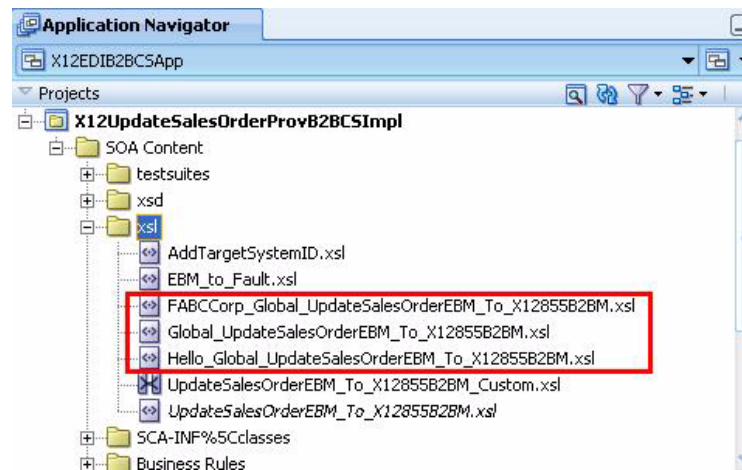 Application Navigator
X12EDIB2BCSApp
Projects
X12UpdateSalesOrderProvB2BCSImpl
SOA Content
testsuites
xsd
xsl
AddTargetSystemID.xsl
EBM_to_Fault.xsl
FABCCorp_Global_UpdateSalesOrderEBM_To_X12855B2BM.xsl
Global_UpdateSalesOrderEBM_To_X12855B2BM.xsl
Hello_Global_UpdateSalesOrderEBM_To_X12855B2BM.xsl
UpdateSalesOrderEBM_To_X12855B2BM_Custom.xsl
UpdateSalesOrderEBM_To_X12855B2BM.xsl
SCA-INF%5Cclasses
Business Rules